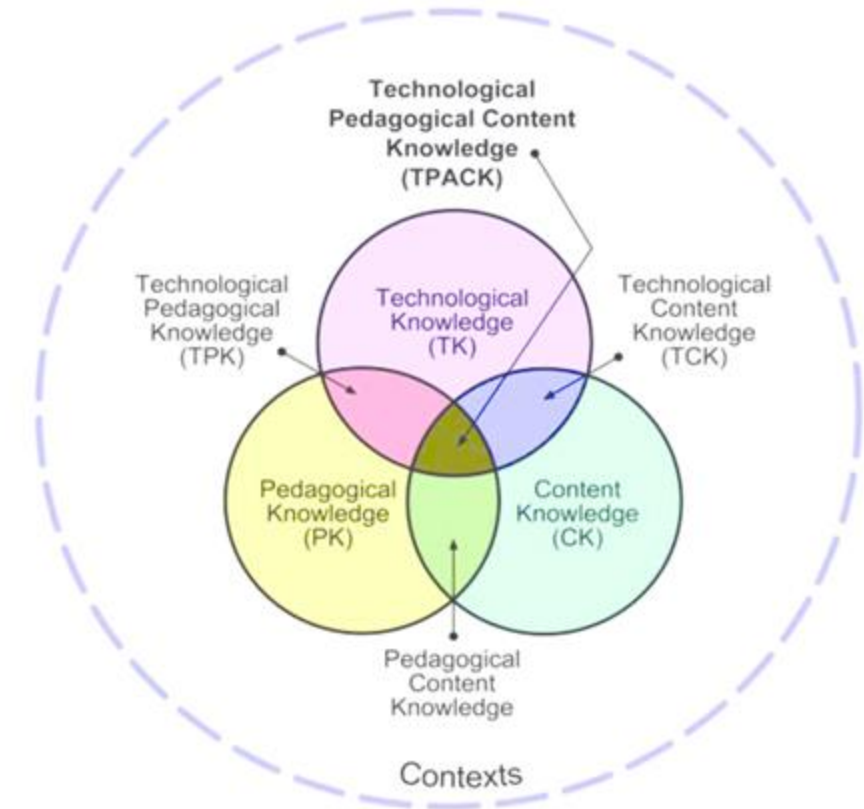 Technological
Pedagogical Content
Knowledge
(TPACK)
Technological
Pedagogical
Knowledge
(TPK)
Technological
Knowledge
(TK)
Technological
Content
Knowledge
(TCK)
Pedagogical
Knowledge
(PK)
Content
Knowledge
(CK)
Pedagogical
Content
Knowledge
Contexts